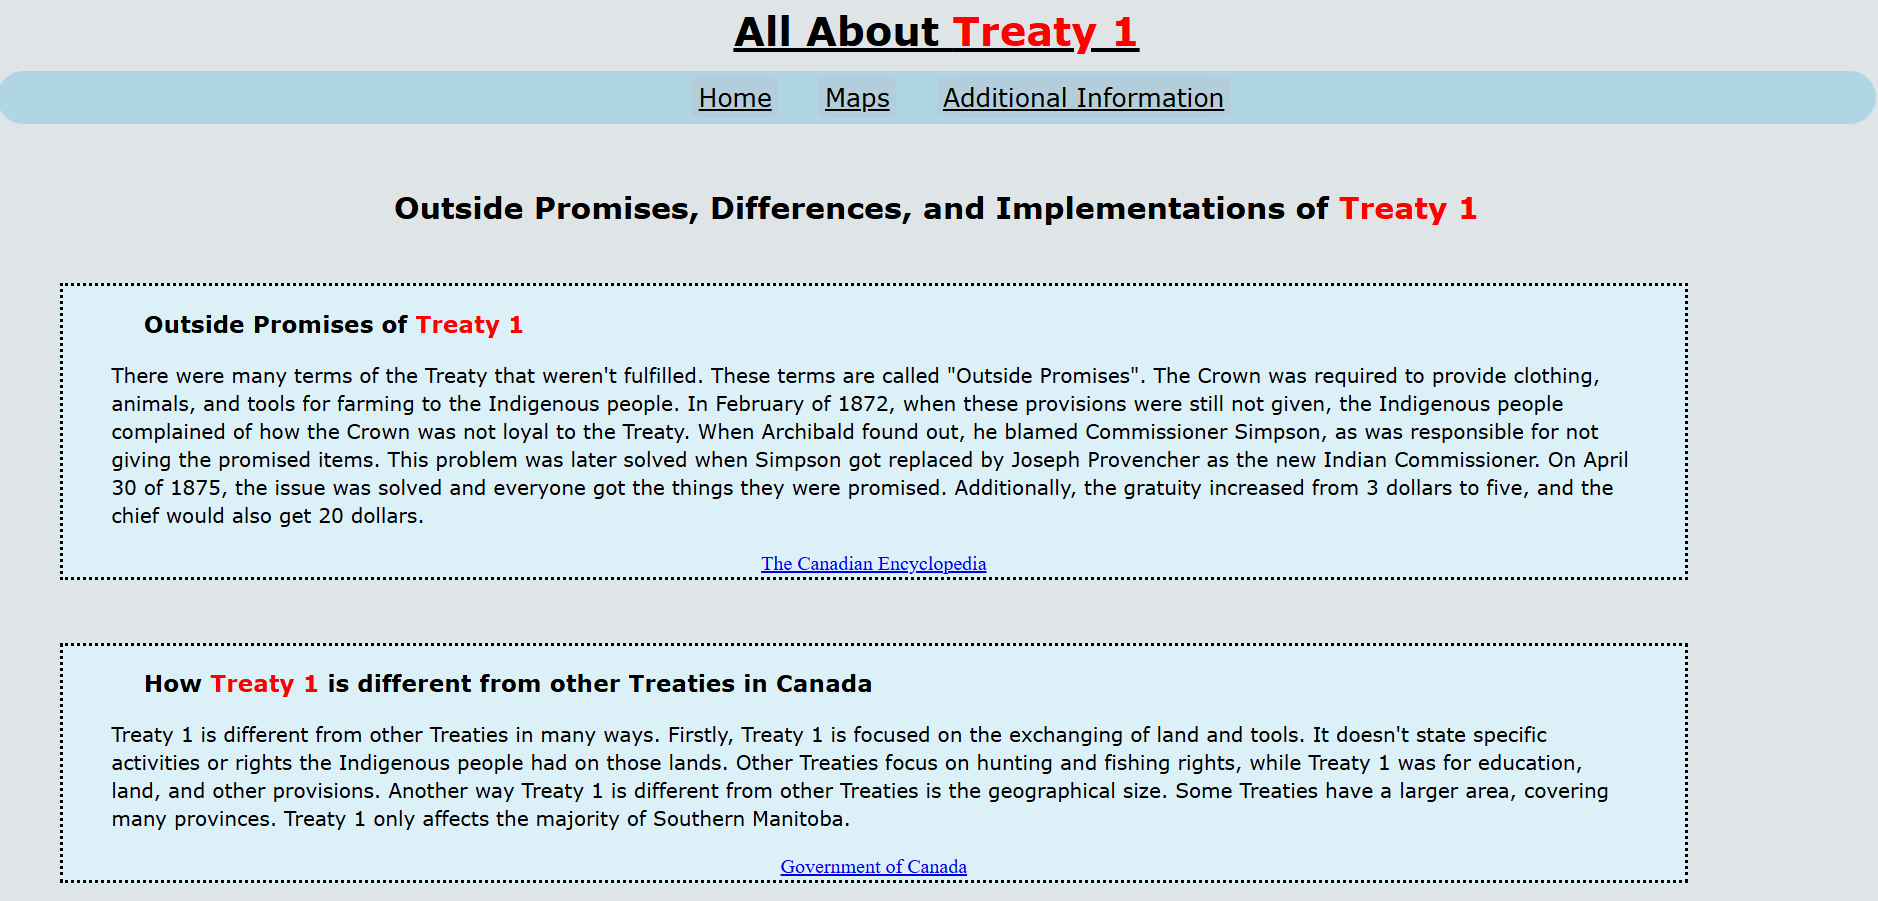 All About Treaty 1
Home Maps Additional Information
Outside Promises, Differences, and Implementations of Treaty 1
Outside Promises of Treaty 1
There were many terms of the Treaty that weren't fulfilled. These terms are called "Outside Promises". The Crown was required to provide clothing,
animals, and tools for farming to the Indigenous people. In February of 1872, when these provisions were still not given, the Indigenous people
complained of how the Crown was not loyal to the Treaty. When Archibald found out, he blamed Commissioner Simpson, as was responsible for not
giving the promised items. This problem was later solved when Simpson got replaced by Joseph Provencher as the new Indian Commissioner. On April
30 of 1875, the issue was solved and everyone got the things they were promised. Additionally, the gratuity increased from 3 dollars to five, and the
chief would also get 20 dollars.
The Canadian Encyclopedia
How Treaty 1 is different from other Treaties in Canada
Treaty 1 is different from other Treaties in many ways. Firstly, Treaty 1 is focused on the exchanging of land and tools. It doesn't state specific
activities or rights the Indigenous people had on those lands. Other Treaties focus on hunting and fishing rights, while Treaty 1 was for education,
land, and other provisions. Another way Treaty 1 is different from other Treaties is the geographical size. Some Treaties have a larger area, covering
many provinces. Treaty 1 only affects the majority of Southern Manitoba.
Government of Canada